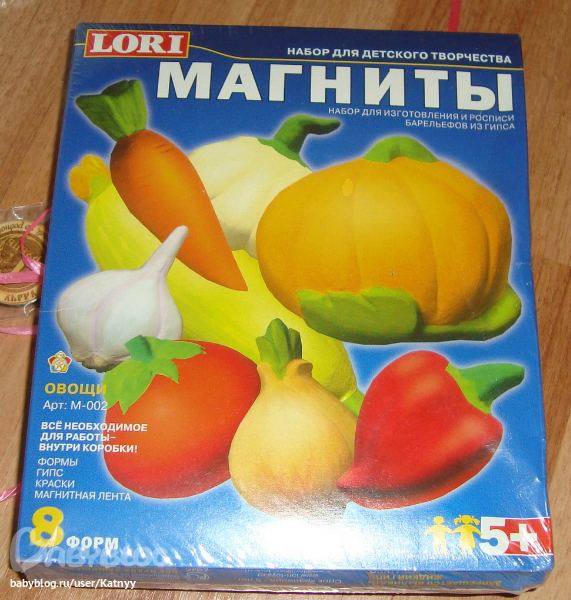 LORI
НАБОР ДЛЯ ДЕТСКОГО ТВОРЧЕСТВА
МАГНИТЫ
НАБОР ДЛЯ ИЗГОТОВЛЕНИЯ И РОСПИСИ
БАРЕЛЬЕФОВ ИЗ ГИПСА
ОВОЩИ
Арт: М-002
ВСЁ НЕОБХОДИМОЕ
ДЛЯ РАБОТЫ–
ВНУТРИ КОРОБКИ!
ФОРМЫ
ГИПС
КРАСКИ
МАГНИТНАЯ ЛЕНТА
8 ФОРМ
5+
babyblog.ru/user/Katnyy